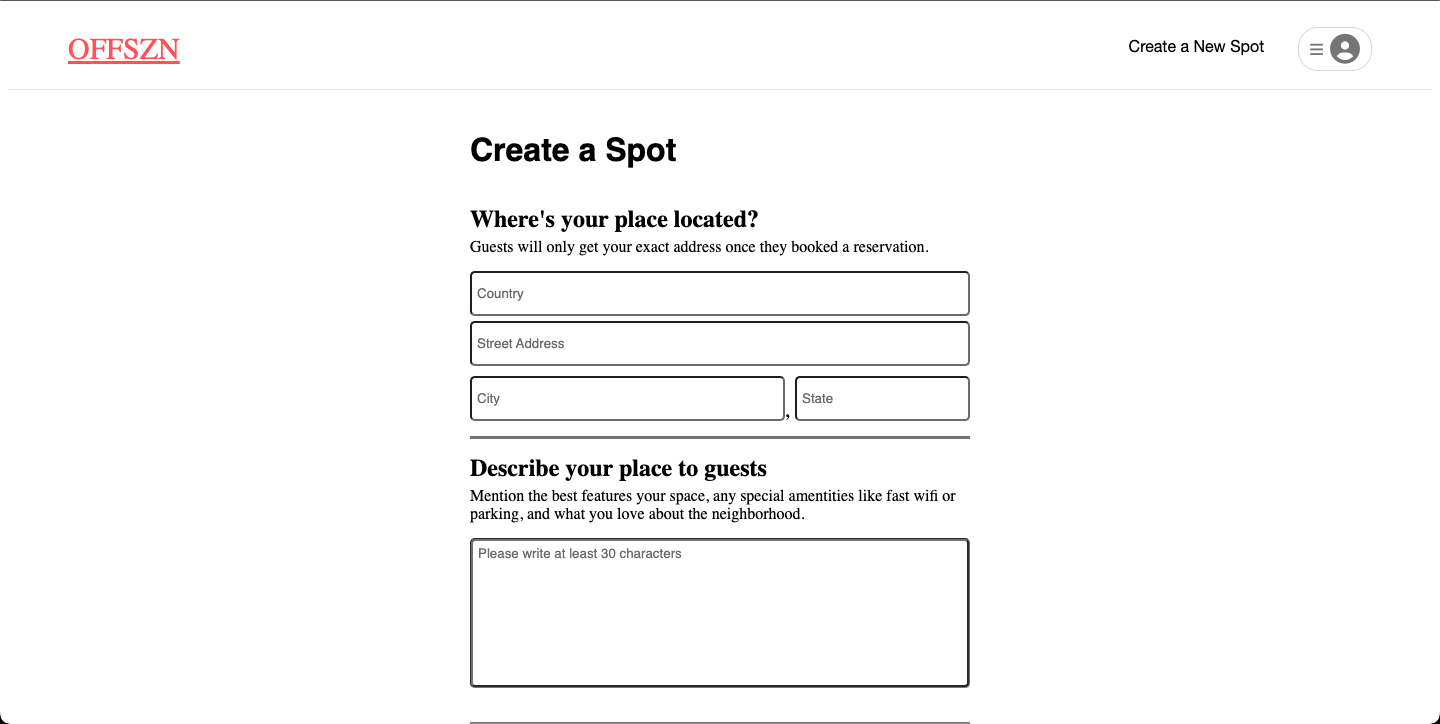 OFFSZN
Create a New Spot
Create a Spot
Where's your place located?
Guests will only get your exact address once they booked a reservation.
Country
Street Address
City , State
Describe your place to guests
Mention the best features your space, any special amentities like fast wifi or
parking, and what you love about the neighborhood.
Please write at least 30 characters